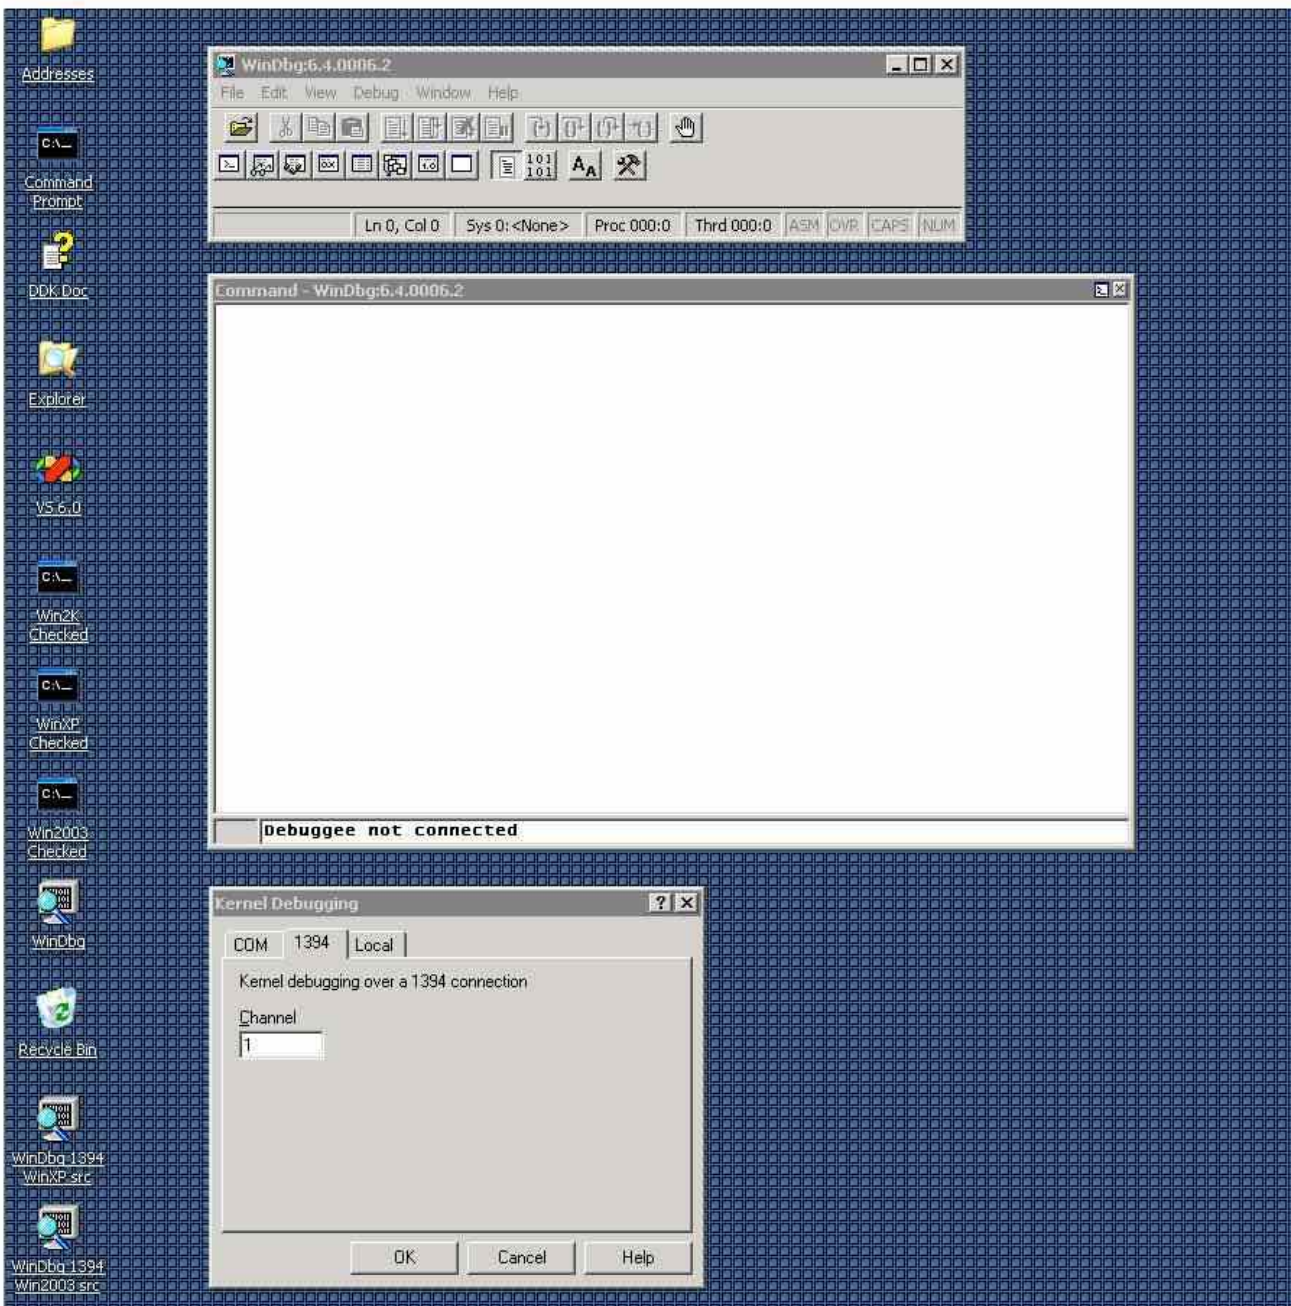 Addresses
C:\_
Command
Prompt
DDK Doc
Explorer
VS 6.0
C:\_
Win2K
Checked
C:\_
WinXP
Checked
C:\_
Win2003
Checked
WinDbg
Recycle Bin
WinDbg 1394
WinXP src
WinDbg 1394
Win2003 src
WinDbg:6.4.0006.2
File Edit View Debug Window Help
101
101
AA
Ln 0, Col 0 Sys 0:<None> Proc 000:0 Thrd 000:0 ASM OVR CAPS NUM
Command - WinDbg:6.4.0006.2
Debuggee not connected
Kernel Debugging
COM 1394 Local
Kernel debugging over a 1394 connection
Channel
1
OK Cancel Help